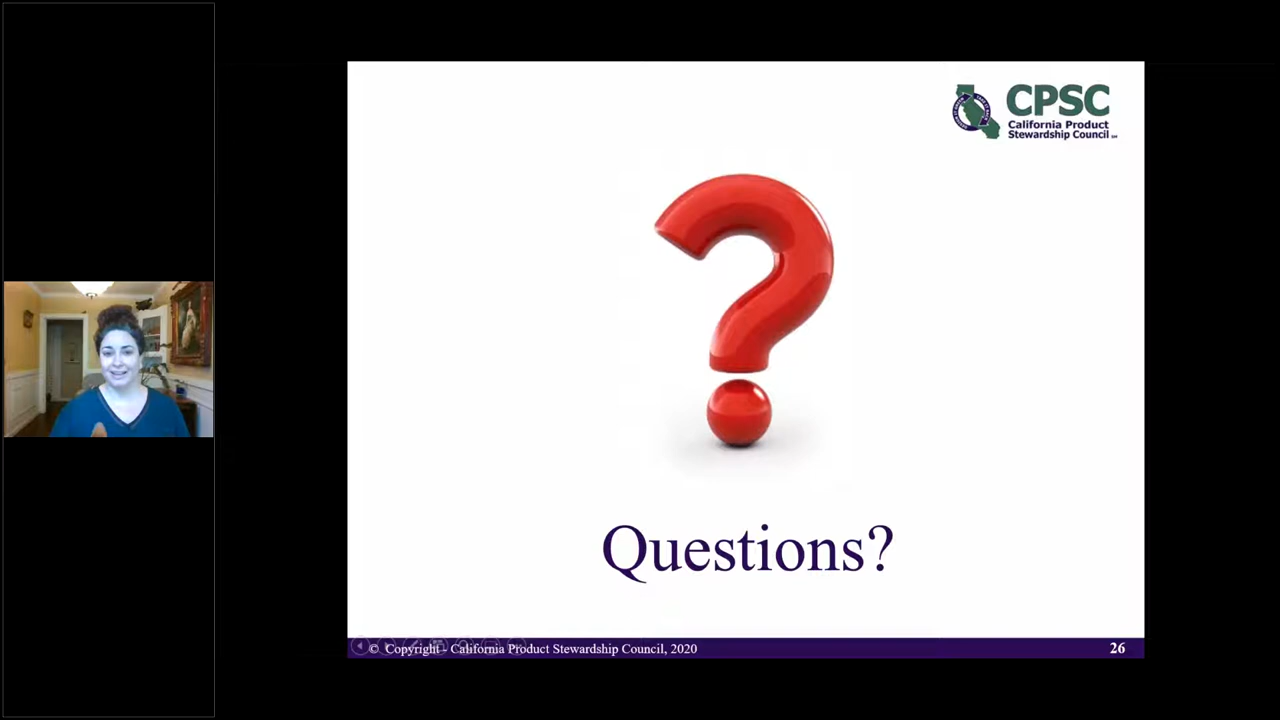 CPSC
California Product
Stewardship Council
Questions?
© Copyright - California Product Stewardship Council, 2020
26